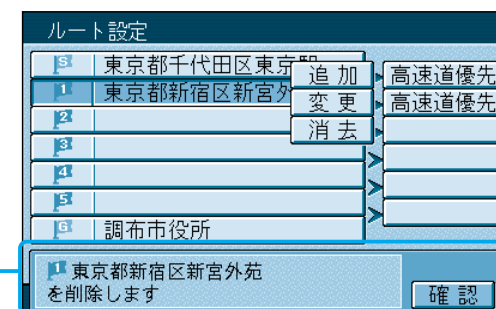 ルート設定
S 東京都千代田区東京駅
追加
高速道優先
1 東京都新宿区新宮外
変更
高速道優先
2
消去
3
4
5
G 調布市役所
1 東京都新宿区新宮外苑
を削除します
確認